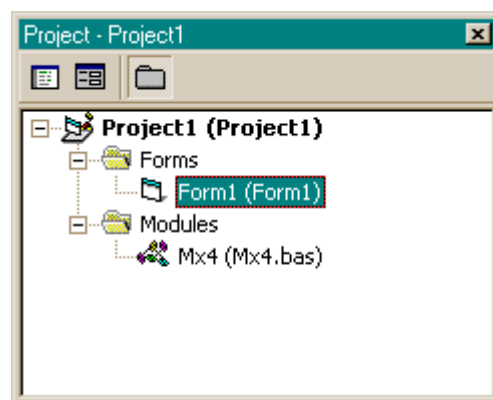 Project - Project1
Project1 (Project1)
Forms
Form1 (Form1)
Modules
Mx4 (Mx4.bas)